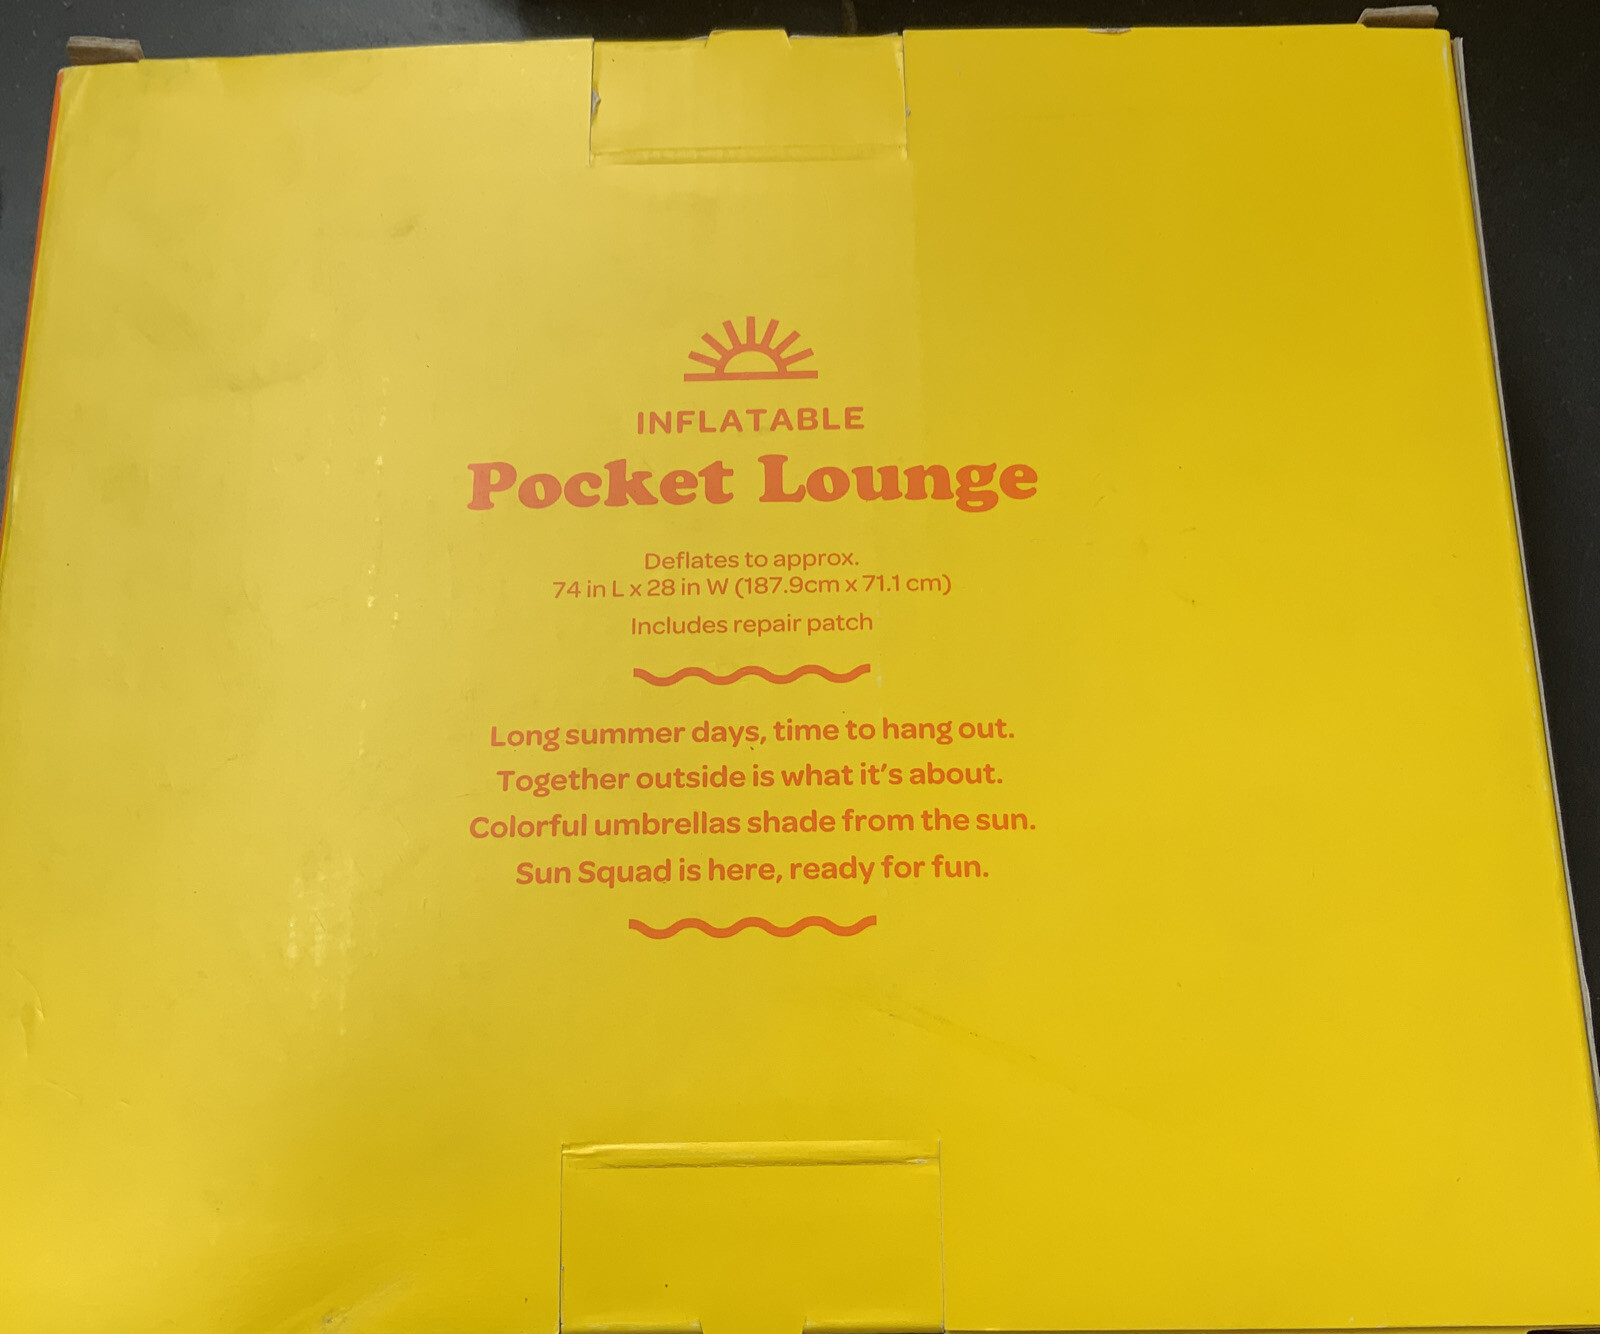 INFLATABLE
Pocket Lounge
Deflates to approx.
74 in L x 28 in W (187.9cm x 71.1 cm)
Includes repair patch
Long summer days, time to hang out.
Together outside is what it's about.
Colorful umbrellas shade from the sun.
Sun Squad is here, ready for fun.